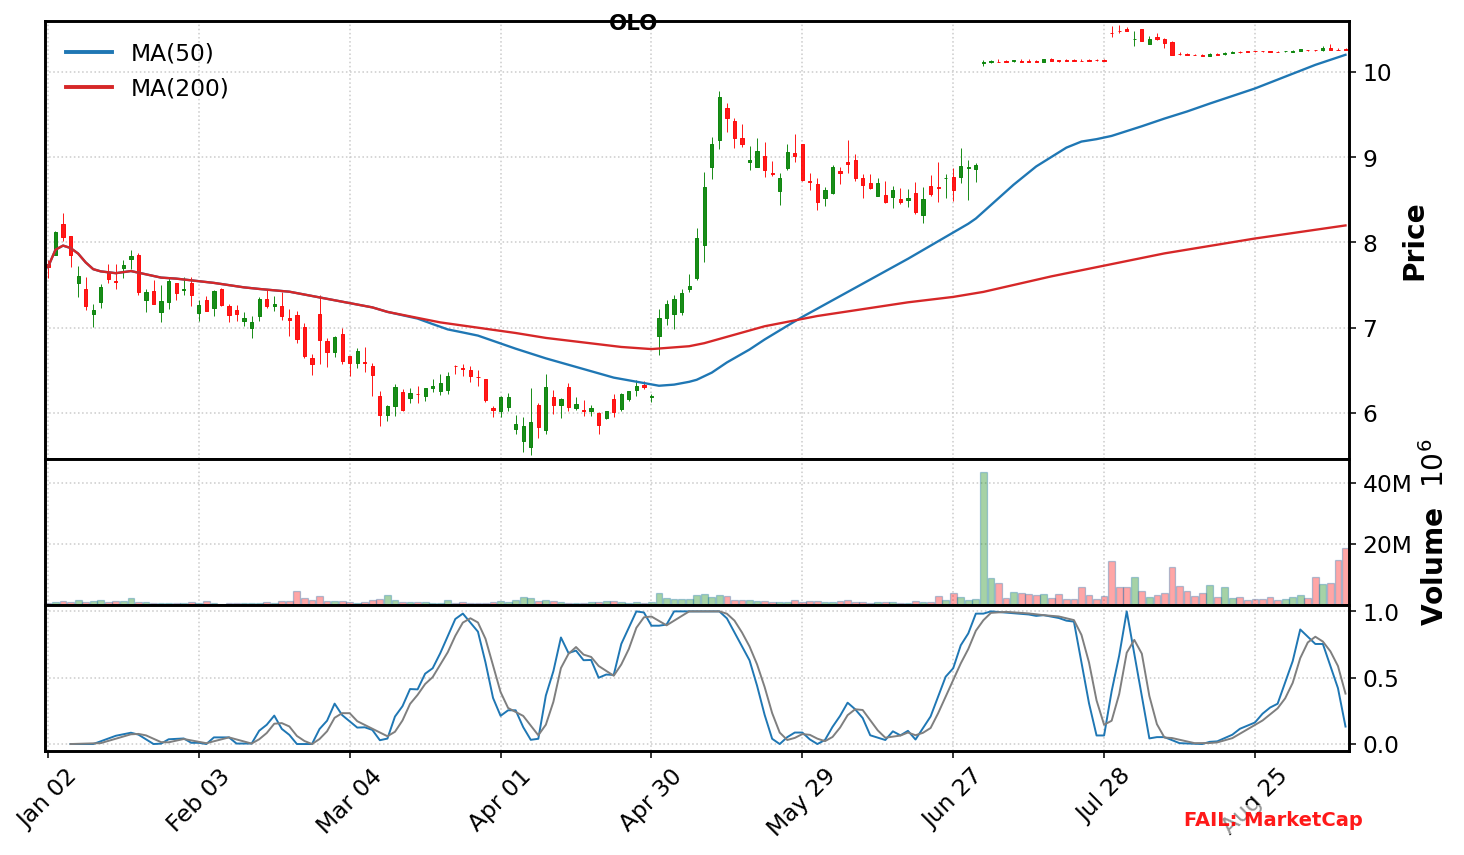 OLO
MA(50)
MA(200)
10
9
8
7
6
Price
40M
20M
Volume 10^6
1.0
0.5
0.0
Jan 02
Feb 03
Mar 04
Apr 01
Apr 30
May 29
Jun 27
Jul 28
Aug 25
FAIL: MarketCap